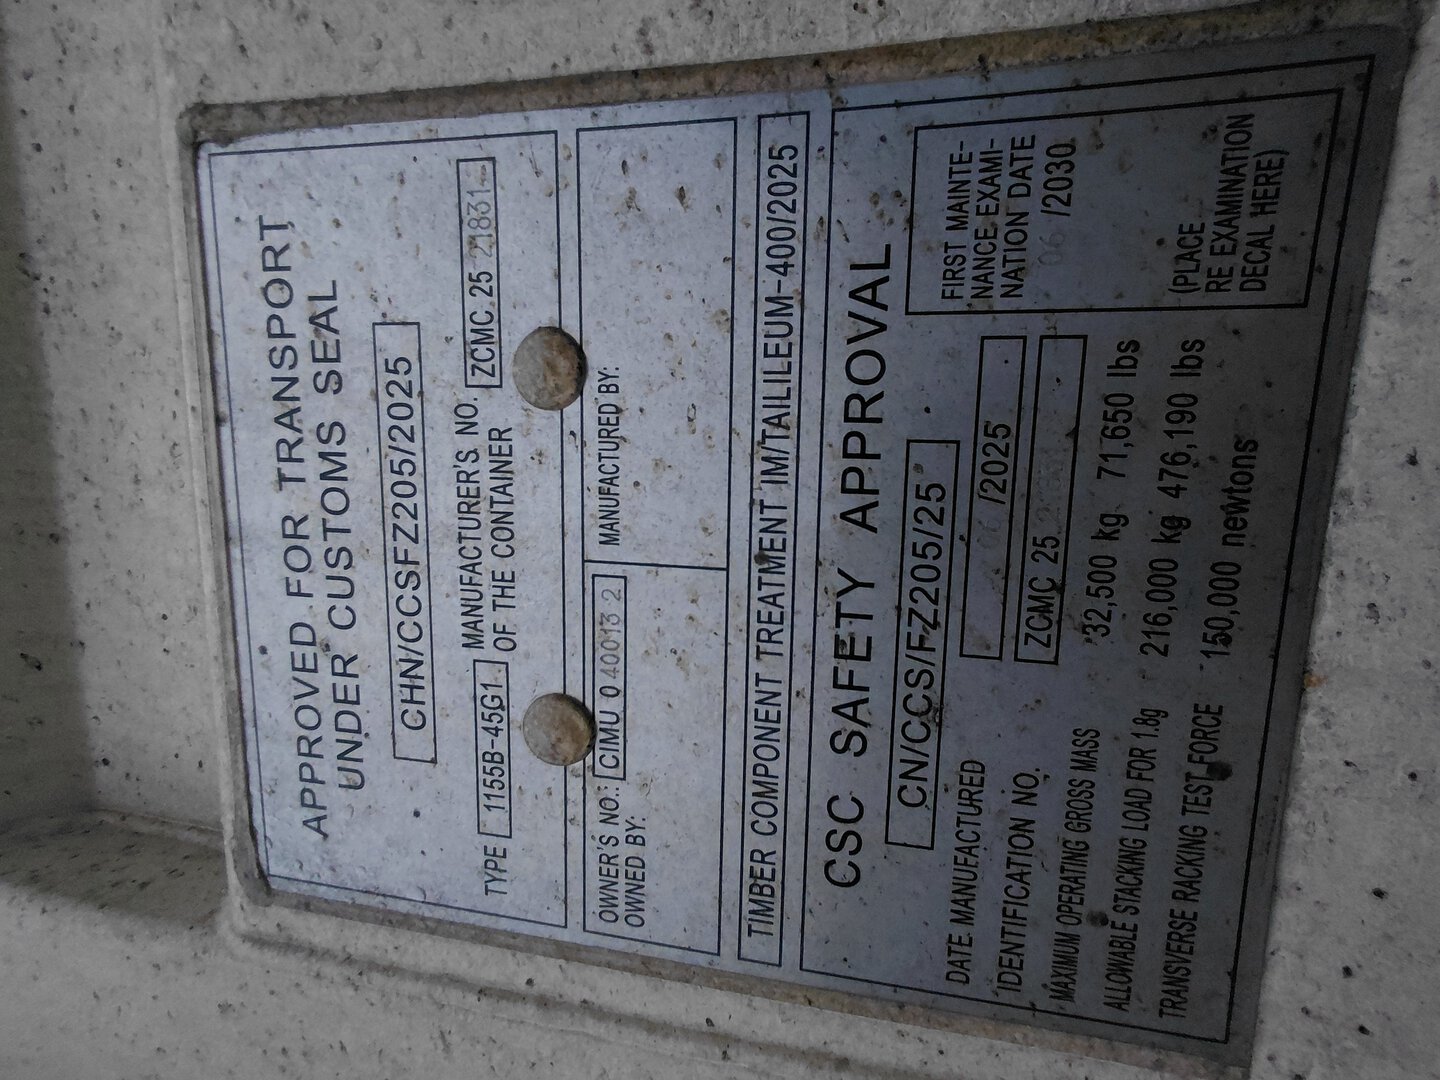 APPROVED FOR TRANSPORT
UNDER CUSTOMS SEAL
CHN/CCSFZ205/2025
TYPE 1155B-45G1 MANUFACTURER'S NO. ZCMC 25 21831
OF THE CONTAINER
OWNER'S NO.: CIMU 0 40013 2
OWNED BY:
MANUFACTURED BY:
TIMBER COMPONENT TREATMENT IM/TAILILEUM-400/2025
CSC SAFETY APPROVAL
CN/CCS/FZ205/25
DATE MANUFACTURED /2025
IDENTIFICATION NO. ZCMC 25
MAXIMUM OPERATING GROSS MASS 32,500 kg 71,650 lbs
ALLOWABLE STACKING LOAD FOR 1.8g 216,000 kg 476,190 lbs
TRANSVERSE RACKING TEST FORCE 150,000 newtons
FIRST MAINTE-
NANCE EXAMI-
NATION DATE
06 /2030
(PLACE
RE EXAMINATION
DECAL HERE)